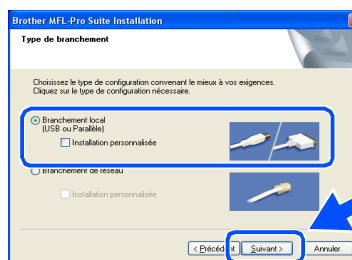 Brother MFL-Pro Suite Installation
Type de branchement
Choisissez le type de configuration convenant le mieux à vos exigences.
Cliquez sur le type de configuration nécessaire.
Branchement local
(USB ou Parallèle)
Installation personnalisée
Branchement de réseau
Installation personnalisée
< Précédent
Suivant >
Annuler